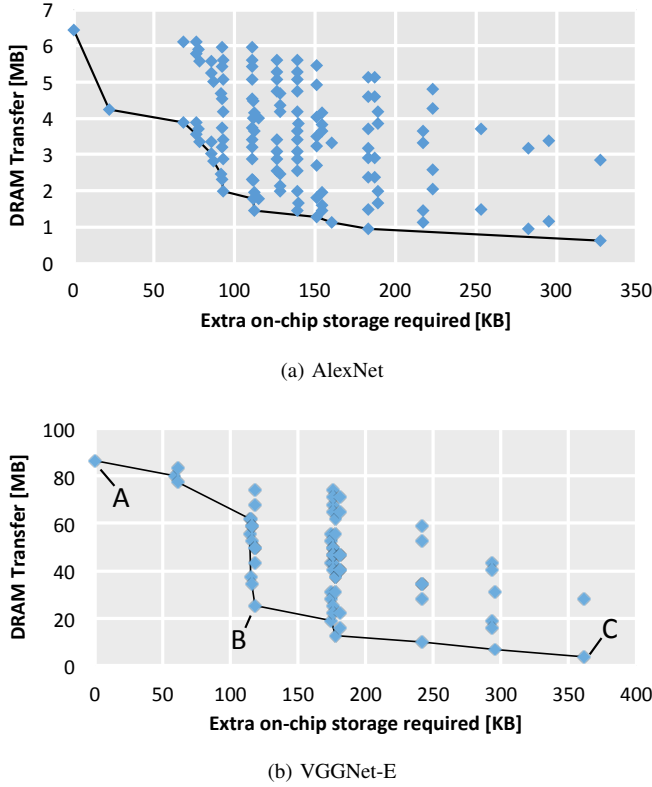 7
6
5
4
3
2
1
0
DRAM Transfer [MB]
0 50 100 150 200 250 300 350
Extra on-chip storage required [KB]
(a) AlexNet
100
80
60
40
20
0
DRAM Transfer [MB]
A
B
C
0 50 100 150 200 250 300 350 400
Extra on-chip storage required [KB]
(b) VGGNet-E